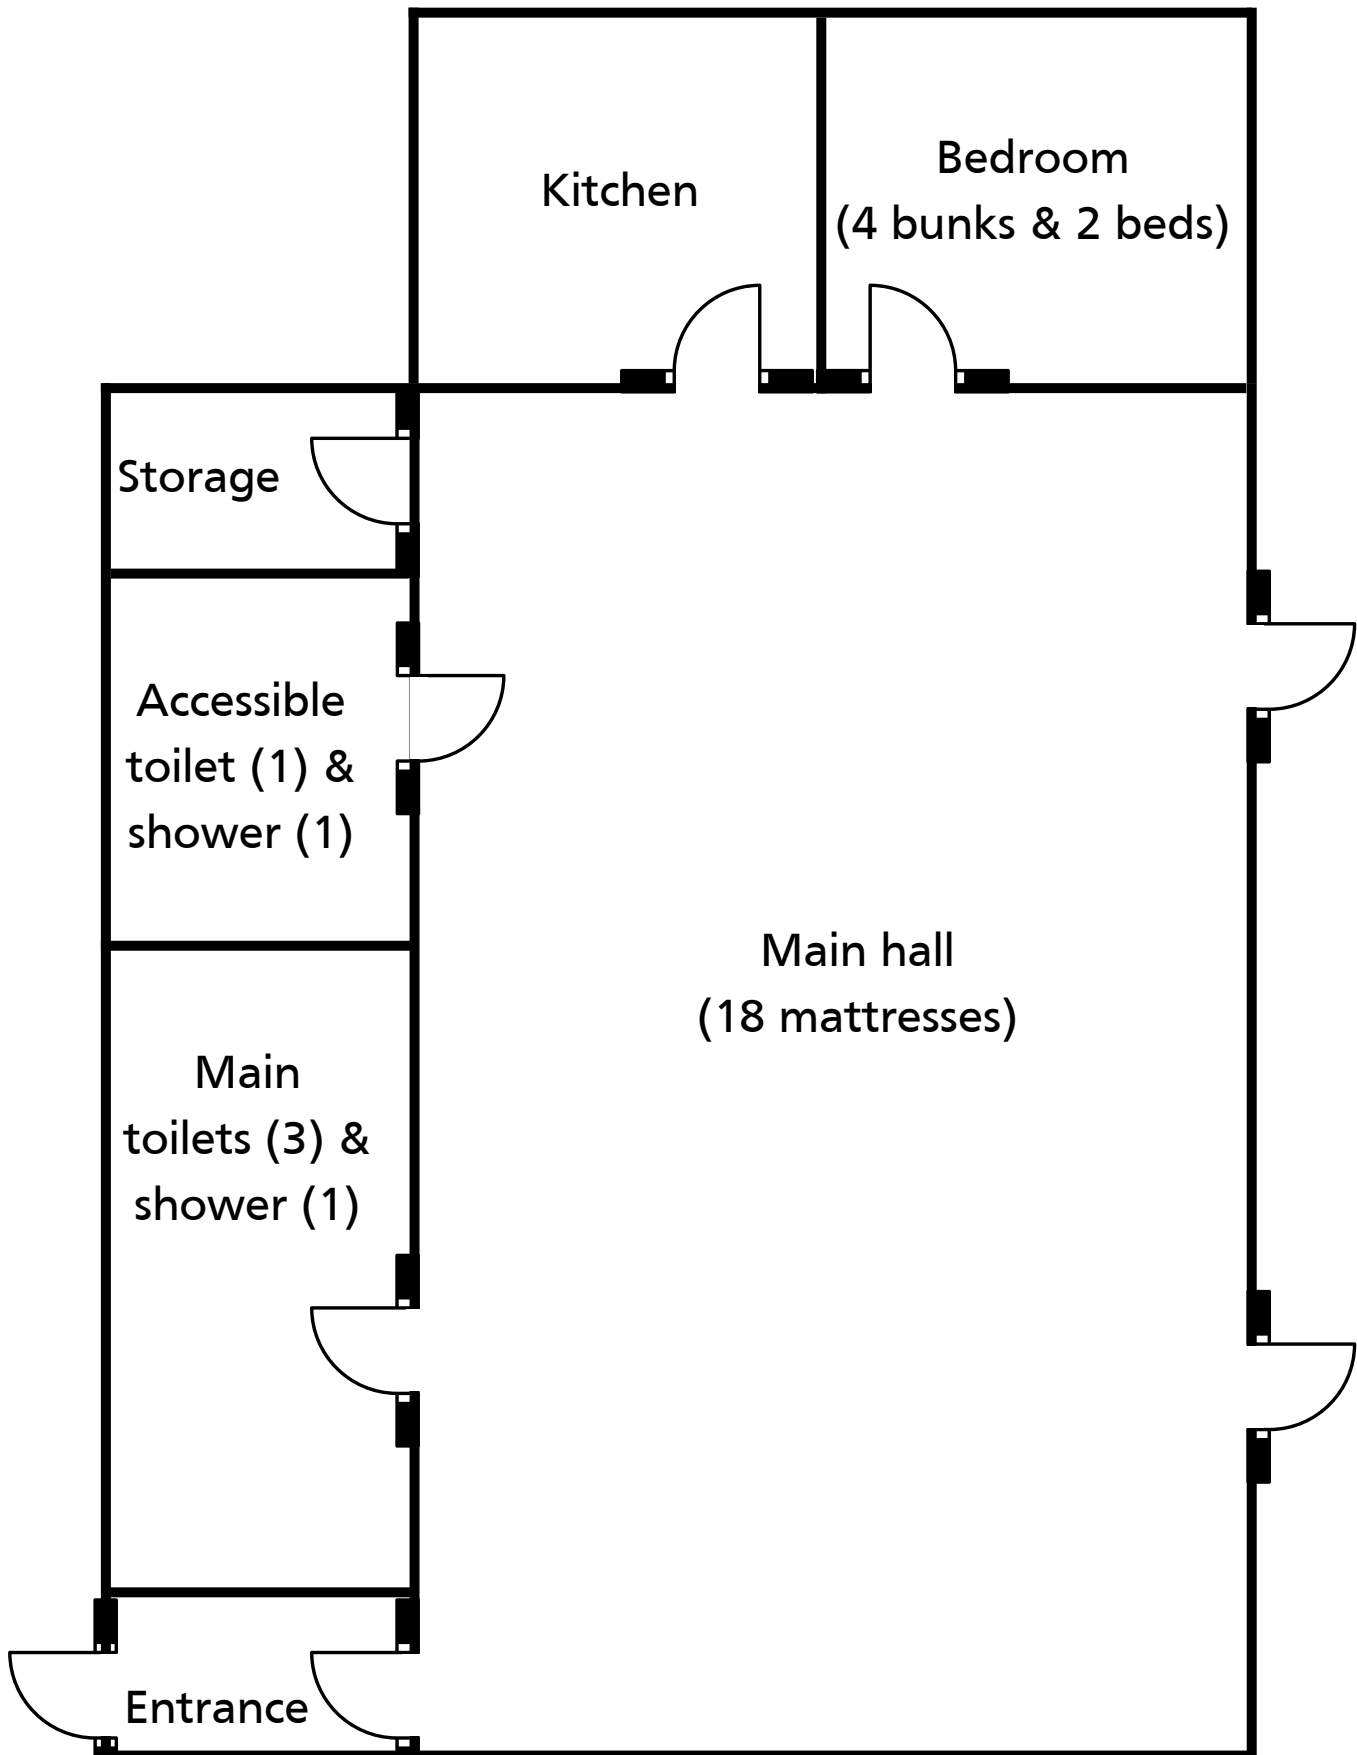 Kitchen
Bedroom
(4 bunks & 2 beds)
Storage
Accessible
toilet (1) &
shower (1)
Main hall
(18 mattresses)
Main
toilets (3) &
shower (1)
Entrance